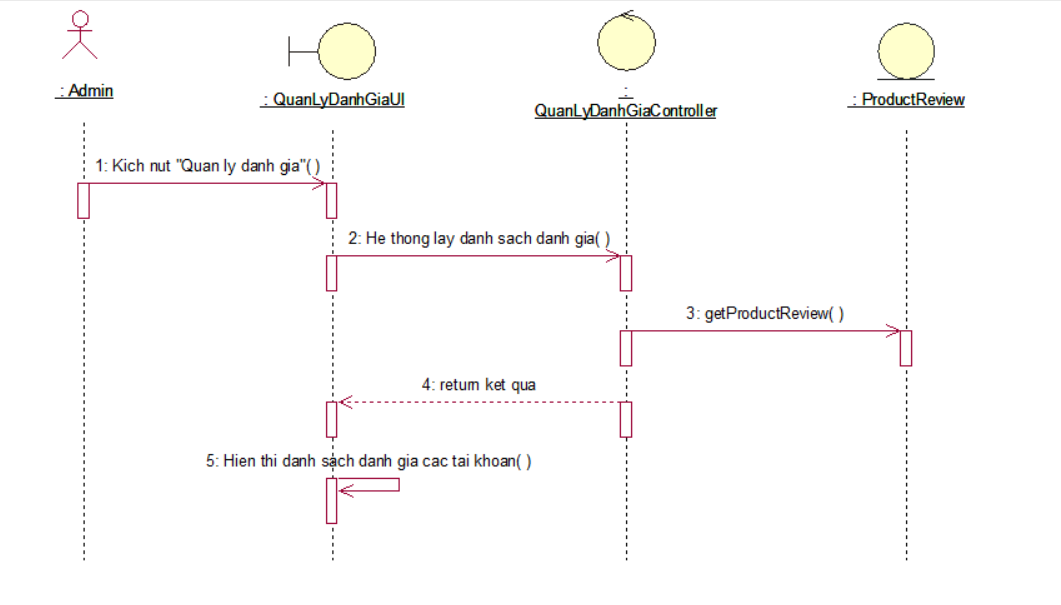 : Admin
: QuanLyDanhGiaUI
:
QuanLyDanhGiaController
: ProductReview
1: Kich nut "Quan ly danh gia"( )
2: He thong lay danh sach danh gia( )
3: getProductReview( )
4: return ket qua
5: Hien thi danh sach danh gia cac tai khoan( )